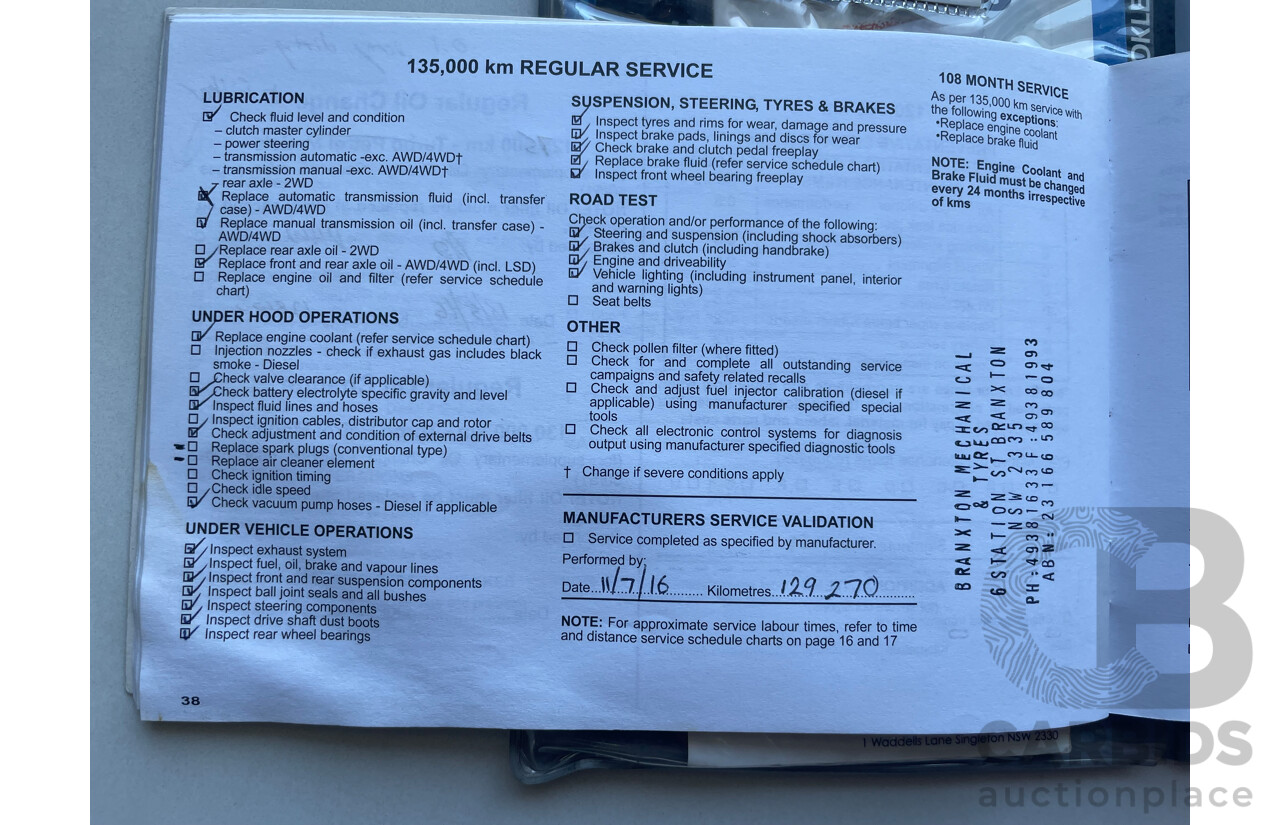 135,000 km REGULAR SERVICE
LUBRICATION
Check fluid level and condition
– clutch master cylinder
– power steering
– transmission automatic -exc. AWD/4WD†
– transmission manual -exc. AWD/4WD†
– rear axle - 2WD
Replace automatic transmission fluid (incl. transfer
case) - AWD/4WD
Replace manual transmission oil (incl. transfer case) -
AWD/4WD
Replace rear axle oil - 2WD
Replace front and rear axle oil - AWD/4WD (incl. LSD)
Replace engine oil and filter (refer service schedule
chart)
UNDER HOOD OPERATIONS
Replace engine coolant (refer service schedule chart)
Injection nozzles - check if exhaust gas includes black
smoke - Diesel
Check valve clearance (if applicable)
Check battery electrolyte specific gravity and level
Inspect fluid lines and hoses
Inspect ignition cables, distributor cap and rotor
Check adjustment and condition of external drive belts
Replace spark plugs (conventional type)
Replace air cleaner element
Check ignition timing
Check idle speed
Check vacuum pump hoses - Diesel if applicable
UNDER VEHICLE OPERATIONS
Inspect exhaust system
Inspect fuel, oil, brake and vapour lines
Inspect front and rear suspension components
Inspect ball joint seals and all bushes
Inspect steering components
Inspect drive shaft dust boots
Inspect rear wheel bearings
38
SUSPENSION, STEERING, TYRES & BRAKES
Inspect tyres and rims for wear, damage and pressure
Inspect brake pads, linings and discs for wear
Check brake and clutch pedal freeplay
Replace brake fluid (refer service schedule chart)
Inspect front wheel bearing freeplay
ROAD TEST
Check operation and/or performance of the following:
Steering and suspension (including shock absorbers)
Brakes and clutch (including handbrake)
Engine and driveability
Vehicle lighting (including instrument panel, interior
and warning lights)
Seat belts
OTHER
Check pollen filter (where fitted)
Check for and complete all outstanding service
campaigns and safety related recalls
Check and adjust fuel injector calibration (diesel if
applicable) using manufacturer specified special
tools
Check all electronic control systems for diagnosis
output using manufacturer specified diagnostic tools
† Change if severe conditions apply
MANUFACTURERS SERVICE VALIDATION
Service completed as specified by manufacturer.
Performed by
Date...11/7/16......... Kilometres...129 270.........
NOTE: For approximate service labour times, refer to time
and distance service schedule charts on page 16 and 17
108 MONTH SERVICE
As per 135,000 km service with
the following exceptions:
•Replace engine coolant
•Replace brake fluid
NOTE: Engine Coolant and
Brake Fluid must be changed
every 24 months irrespective
of kms
BRANXTON MECHANICAL
& TYRES
6 STATION ST BRANXTON
NSW 2335
PH:49381633 F:49381993
ABN:23 166 589 804
1 Waddells Lane Singleton NSW 2330
CARBIDS
auctionplace